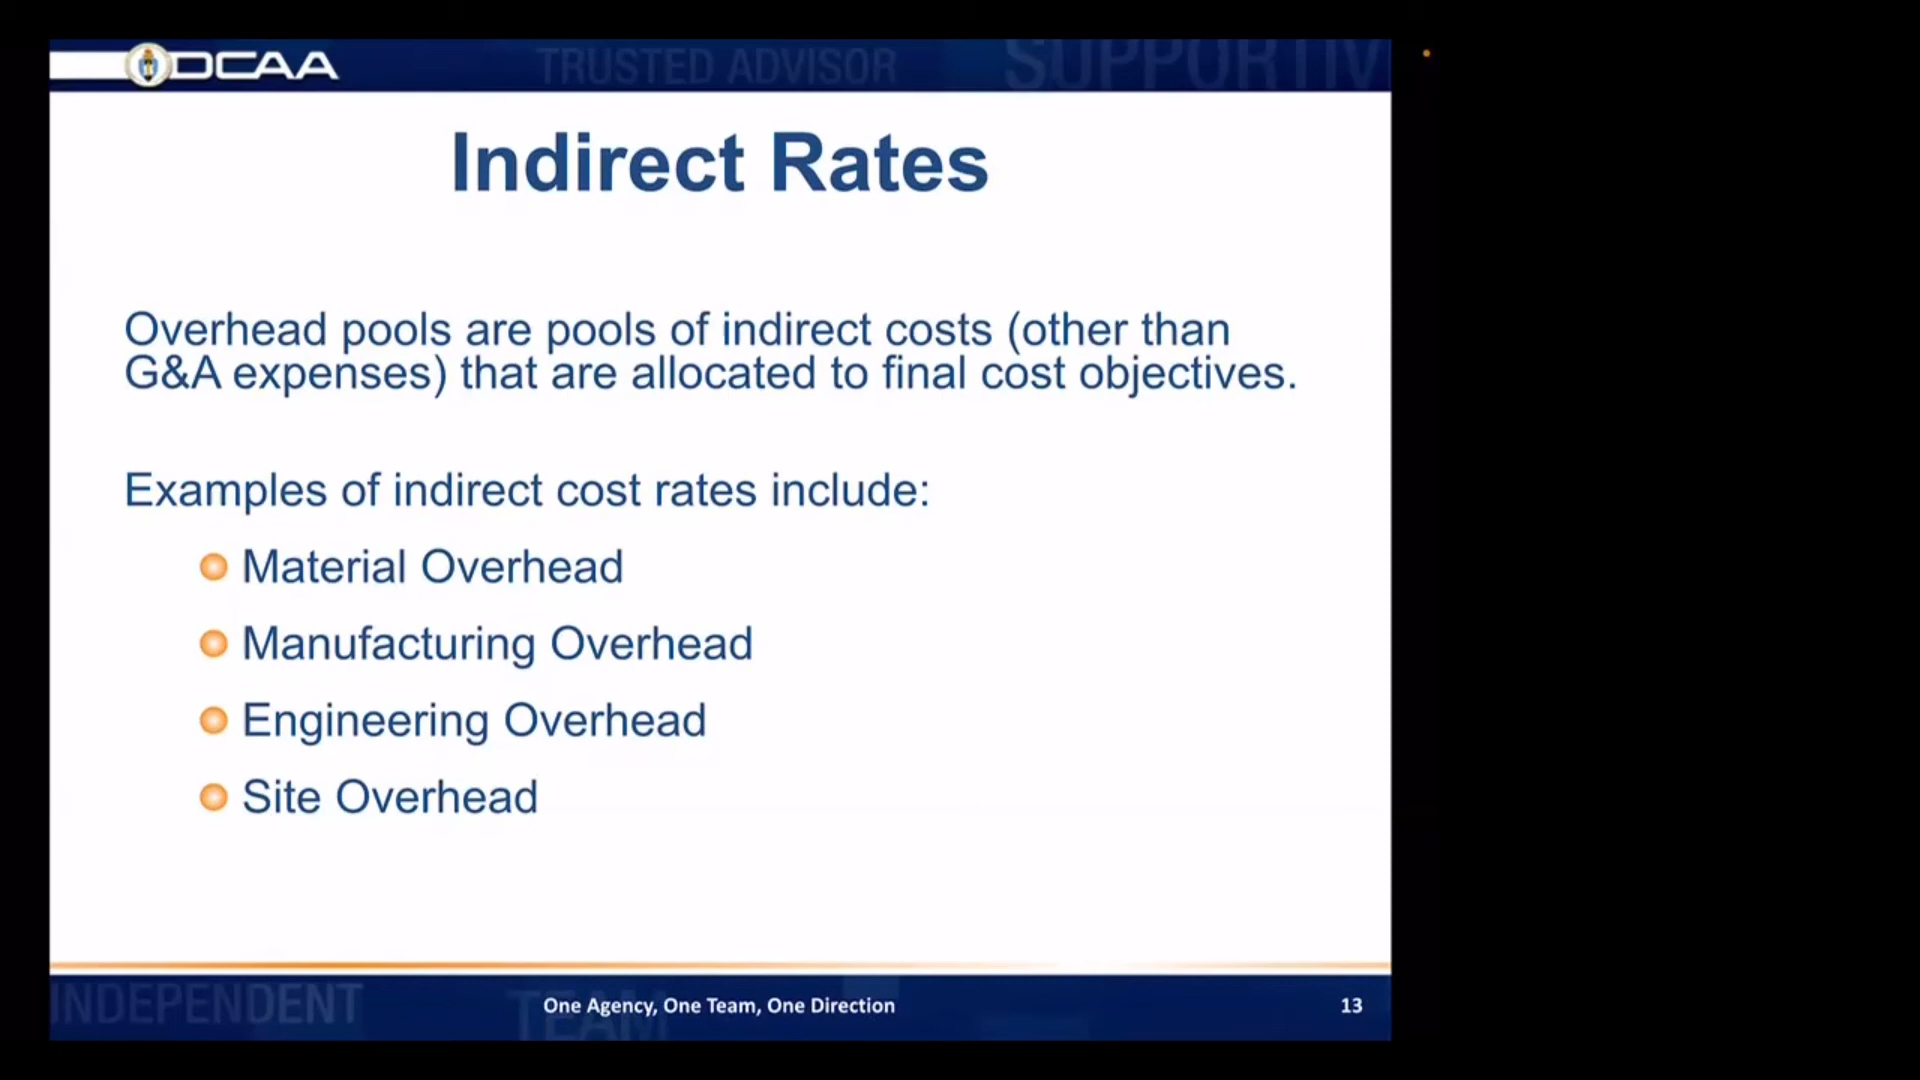 DCAA
TRUSTED ADVISOR
SUPPORTIV
Indirect Rates
Overhead pools are pools of indirect costs (other than
G&A expenses) that are allocated to final cost objectives.
Examples of indirect cost rates include:
Material Overhead
Manufacturing Overhead
Engineering Overhead
Site Overhead
INDEPENDENT
TEAM
One Agency, One Team, One Direction
13